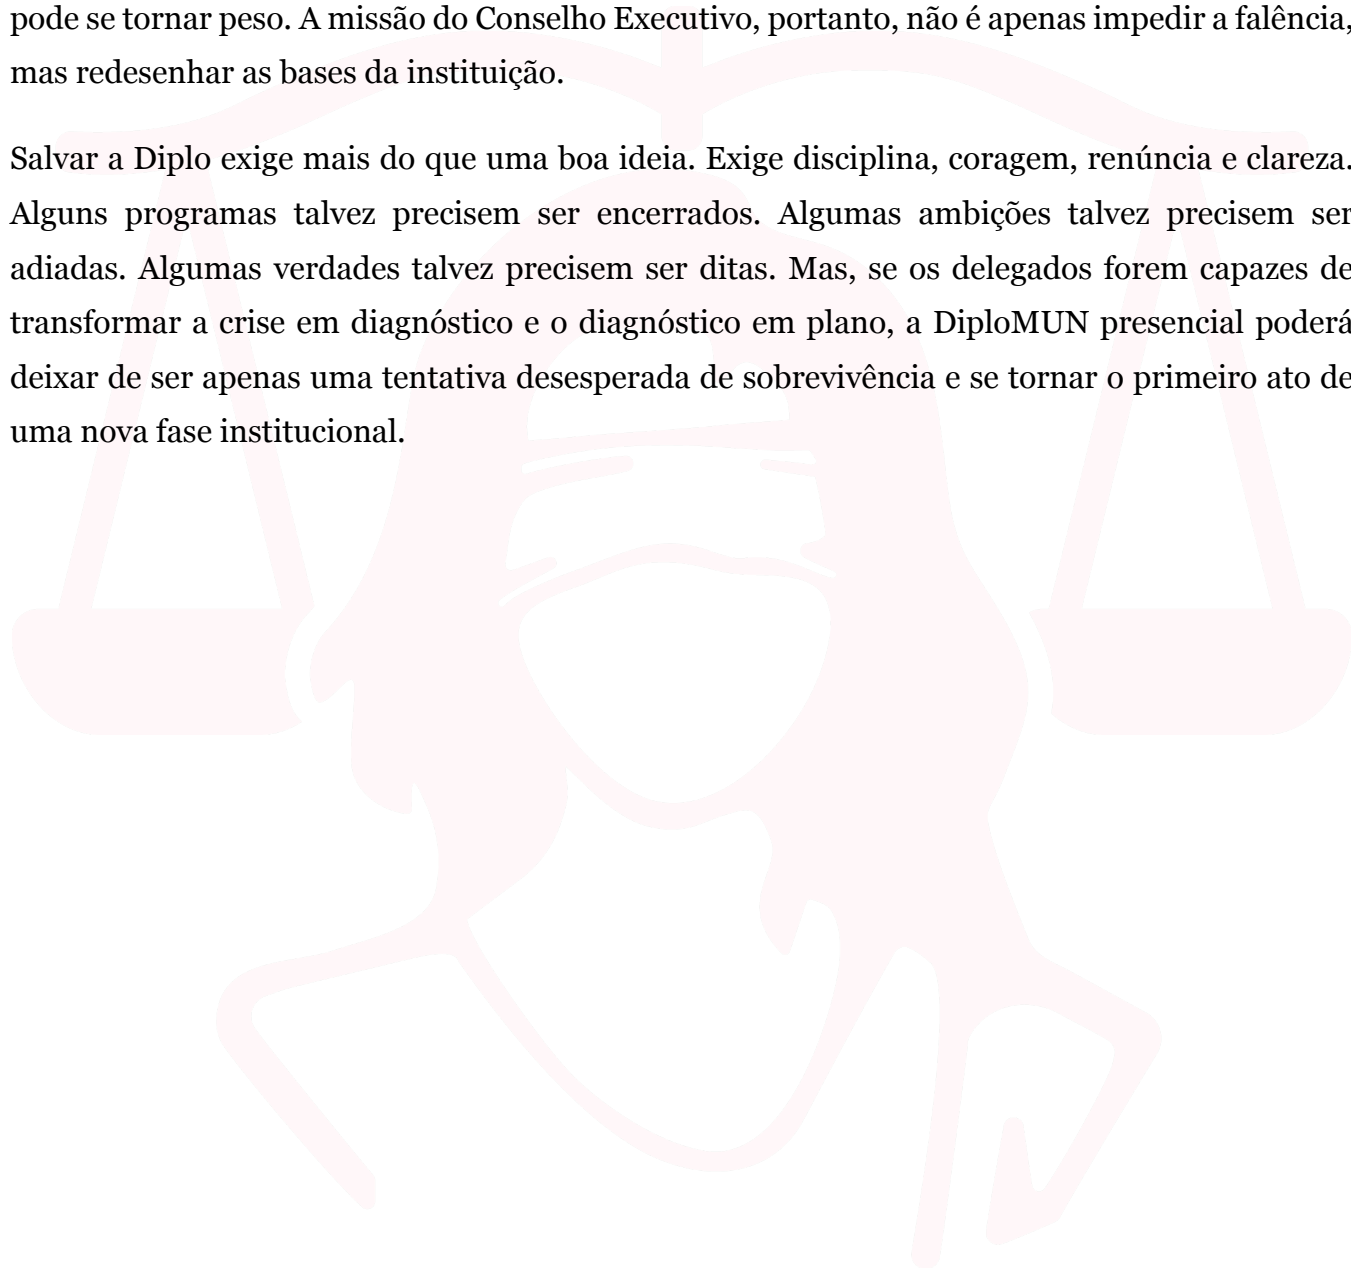 pode se tornar peso. A missão do Conselho Executivo, portanto, não é apenas impedir a falência,
mas redesenhar as bases da instituição.
Salvar a Diplo exige mais do que uma boa ideia. Exige disciplina, coragem, renúncia e clareza.
Alguns programas talvez precisem ser encerrados. Algumas ambições talvez precisem ser
adiadas. Algumas verdades talvez precisem ser ditas. Mas, se os delegados forem capazes de
transformar a crise em diagnóstico e o diagnóstico em plano, a DiploMUN presencial poderá
deixar de ser apenas uma tentativa desesperada de sobrevivência e se tornar o primeiro ato de
uma nova fase institucional.